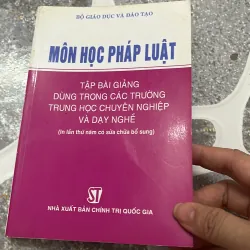 BỘ GIÁO DỤC VÀ ĐÀO TẠO
MÔN HỌC PHÁP LUẬT
TẬP BÀI GIẢNG
DÙNG TRONG CÁC TRƯỜNG
TRUNG HỌC CHUYÊN NGHIỆP
VÀ DẠY NGHỀ
(In lần thứ năm có sửa chữa bổ sung)
ST
NHÀ XUẤT BẢN CHÍNH TRỊ QUỐC GIA